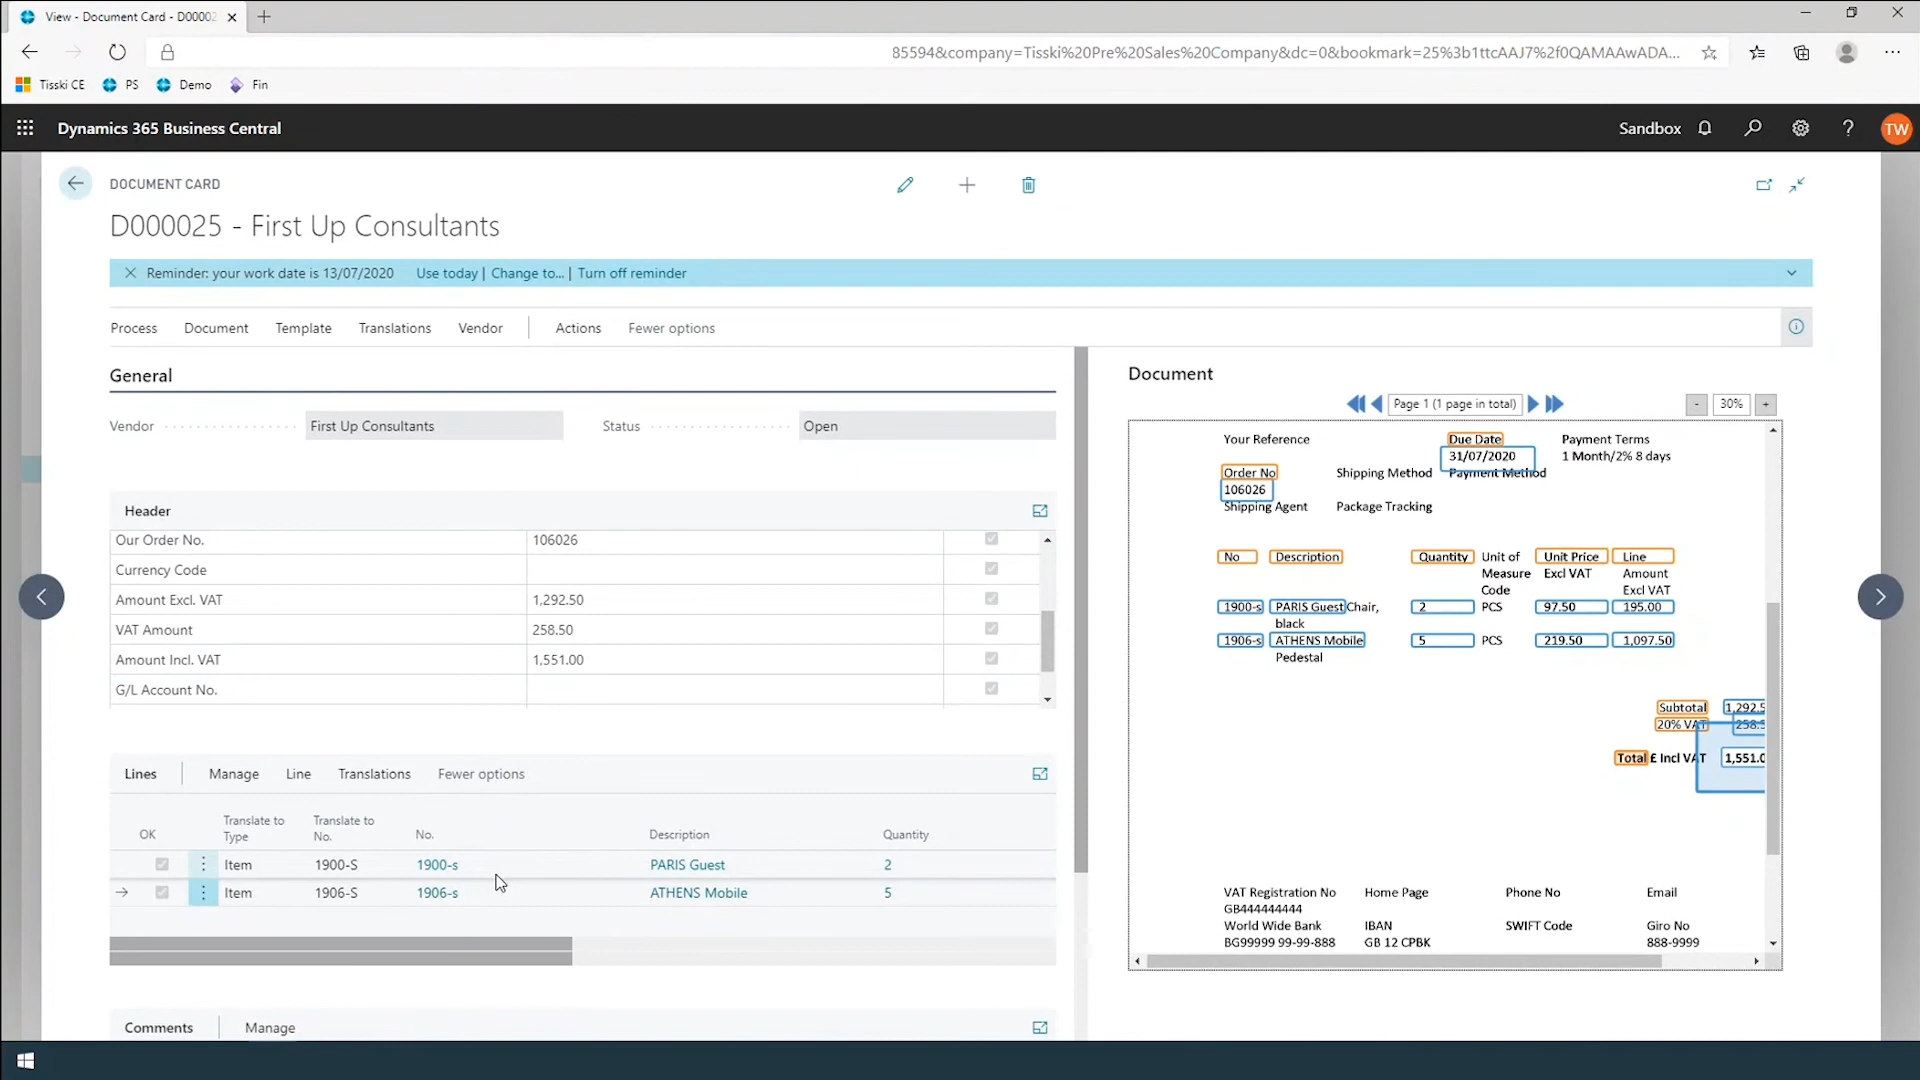 View - Document Card - D00002
85594&company=Tisski%20Pre%20Sales%20Company&dc=0&bookmark=25%3b1ttcAAJ7%2f0QAMAAwADA...
Tisski CE PS Demo Fin
Dynamics 365 Business Central
Sandbox
?
TW
DOCUMENT CARD
D000025 - First Up Consultants
Reminder: your work date is 13/07/2020 Use today | Change to... | Turn off reminder
Process Document Template Translations Vendor Actions Fewer options
General
Vendor First Up Consultants Status Open
Header
Our Order No. 106026
Currency Code
Amount Excl. VAT 1,292.50
VAT Amount 258.50
Amount Incl. VAT 1,551.00
G/L Account No.
Lines Manage Line Translations Fewer options
OK Translate to Type Translate to No. No. Description Quantity
Item 1900-S 1900-s PARIS Guest 2
Item 1906-S 1906-s ATHENS Mobile 5
Comments Manage
Document
Page 1 (1 page in total)
- 30% +
Your Reference Due Date Payment Terms
31/07/2020 1 Month/2% 8 days
Order No Shipping Method Payment Method
106026
Shipping Agent Package Tracking
No Description Quantity Unit of Unit Price Line
Measure Excl VAT Amount
Code Excl VAT
1900-s PARIS Guest Chair, 2 PCS 97.50 195.00
black
1906-s ATHENS Mobile 5 PCS 219.50 1,097.50
Pedestal
Subtotal 1,292.5
20% VAT 258.5
Total £ Incl VAT 1,551.0
VAT Registration No Home Page Phone No Email
GB444444444
World Wide Bank IBAN SWIFT Code Giro No
BG99999 99-99-888 GB 12 CPBK 888-9999